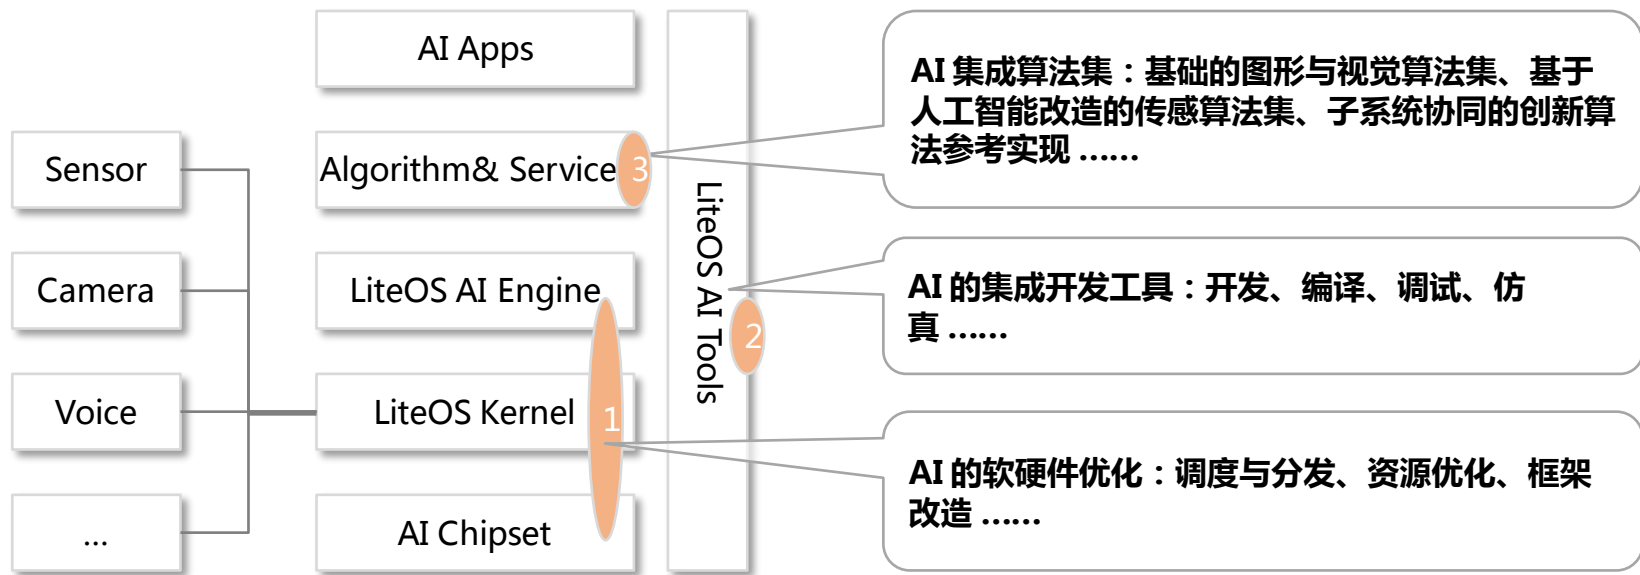 AI Apps
Sensor
Algorithm& Service
3
Camera
LiteOS AI Engine
Voice
LiteOS Kernel
1
…
AI Chipset
LiteOS AI Tools
2
AI 集成算法集：基础的图形与视觉算法集、基于
人工智能改造的传感算法集、子系统协同的创新算
法参考实现 ……
AI 的集成开发工具：开发、编译、调试、仿
真 ……
AI 的软硬件优化：调度与分发、资源优化、框架
改造 ……